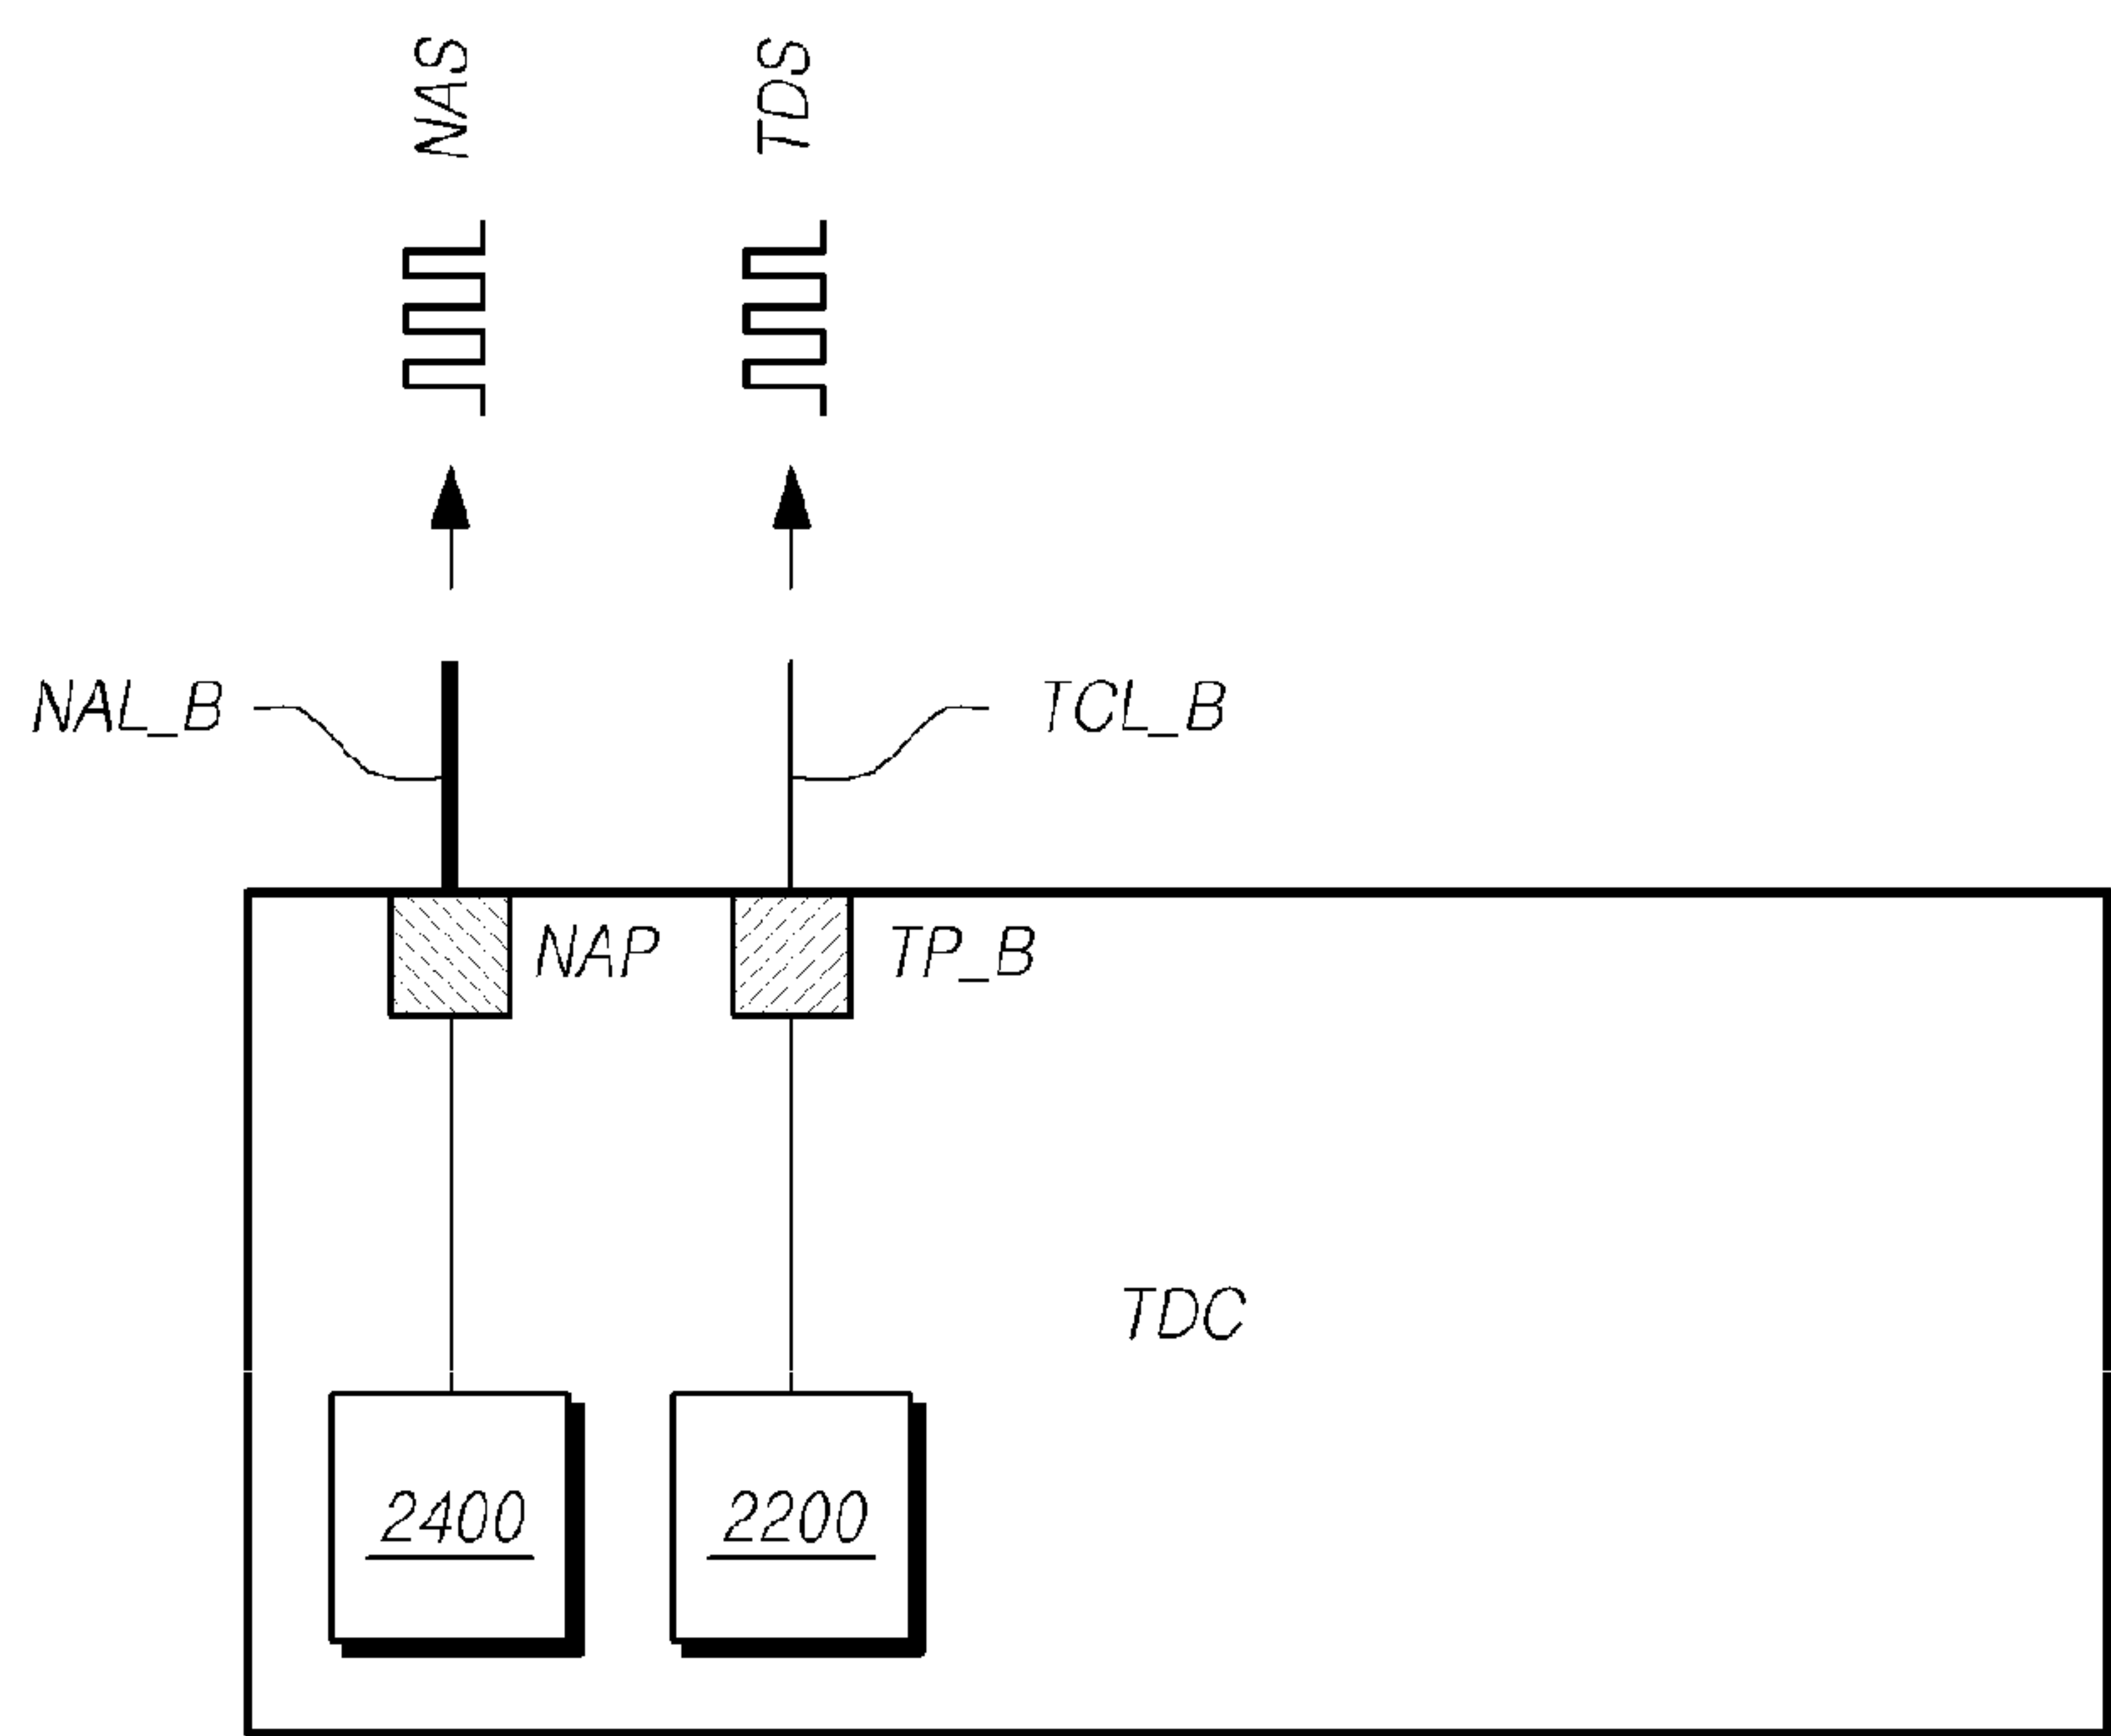 NAS
TDS
NAL_B
TCL_B
NAP
TP_B
TDC
2400
2200